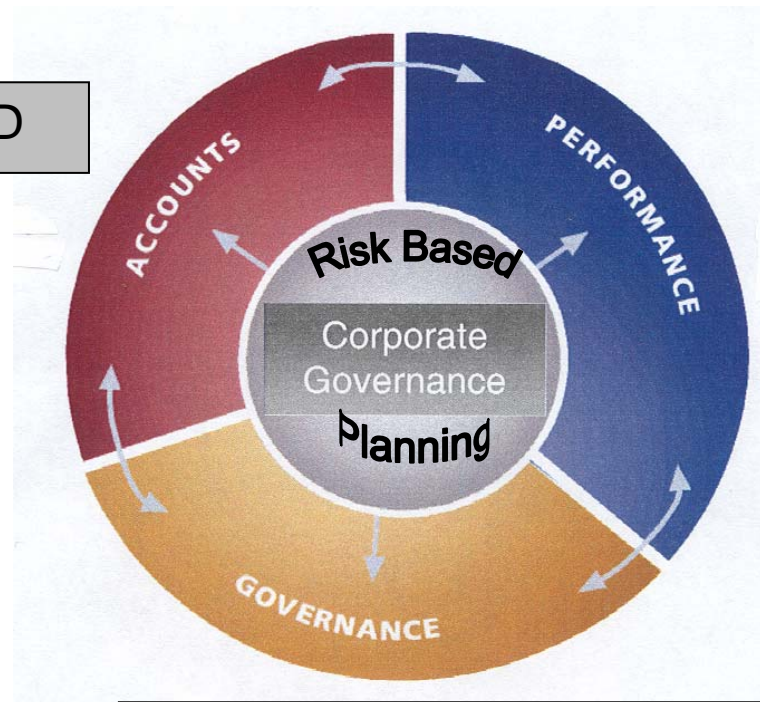 D
ACCOUNTS
PERFORMANCE
Risk Based
Corporate
Governance
Planning
GOVERNANCE